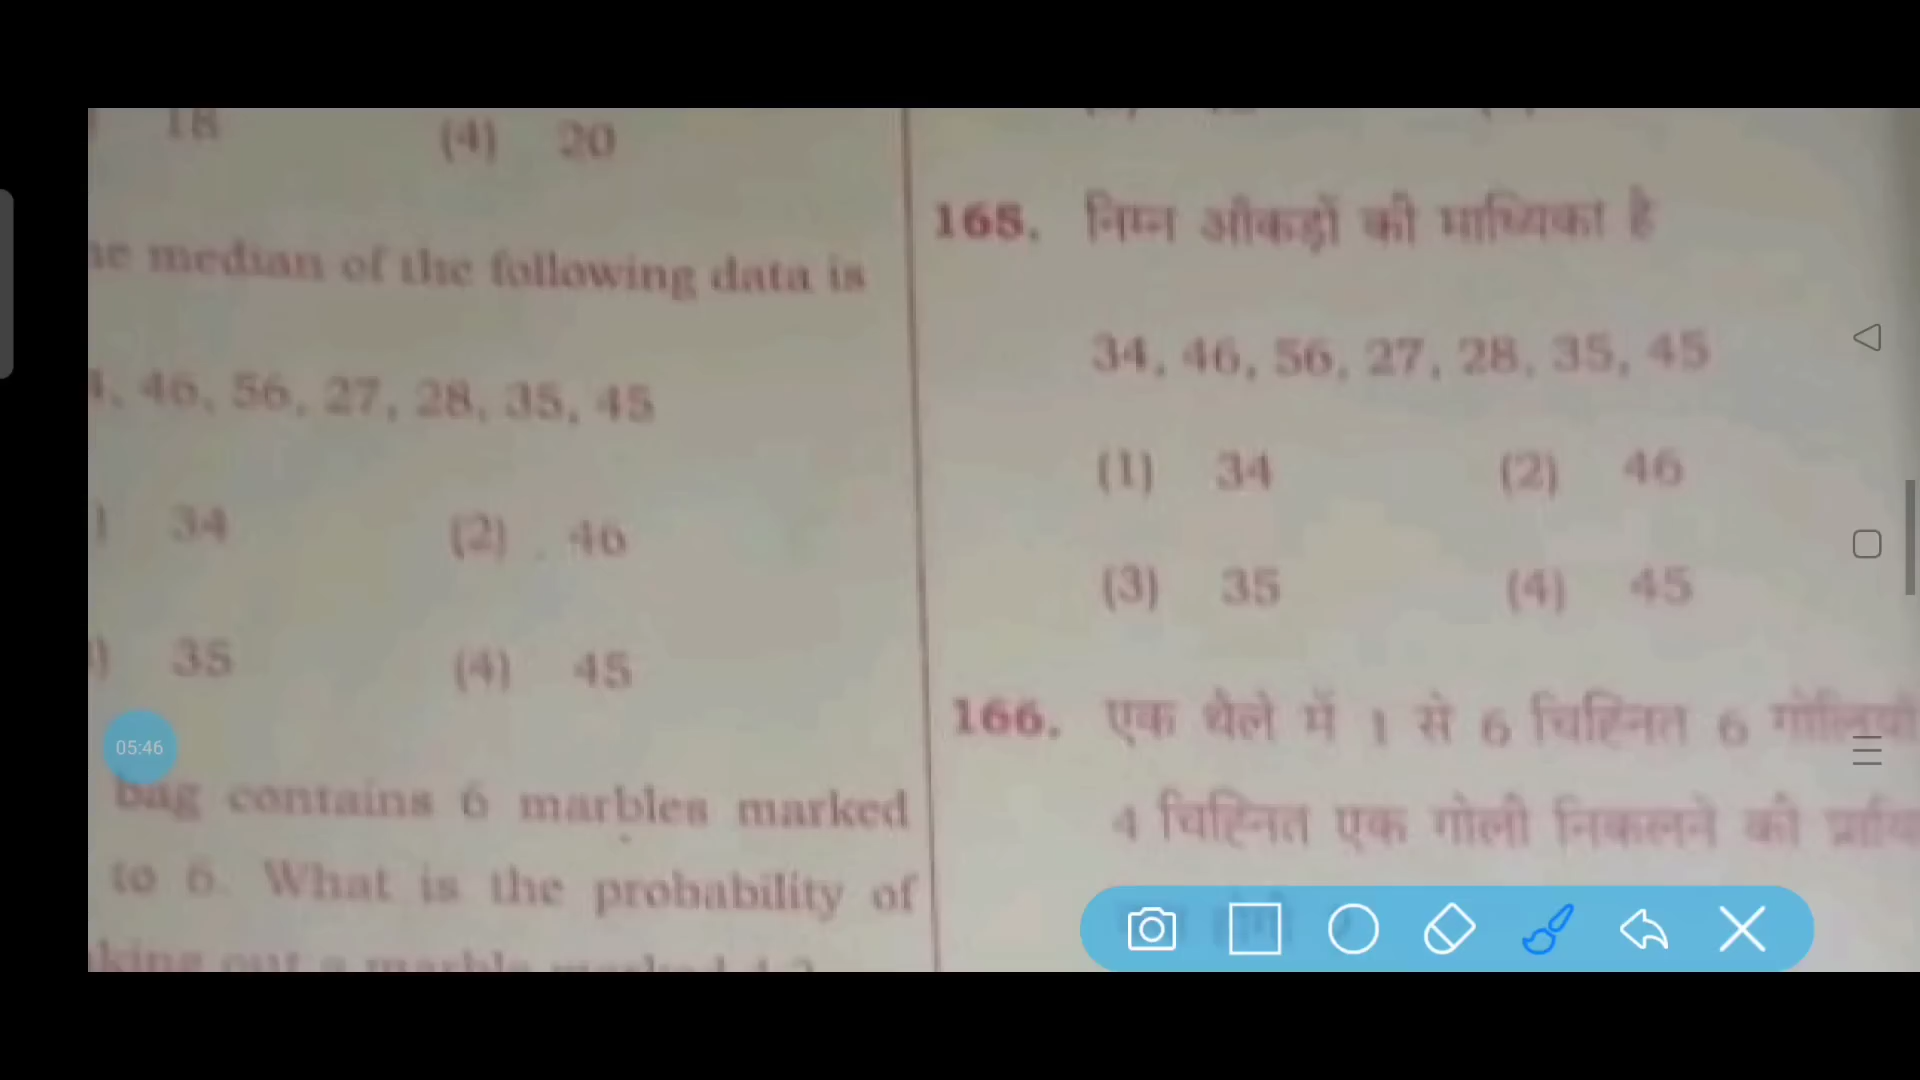 18 (4) 20
median of the following data is
46, 56, 27, 28, 35, 45
34 (2) 46
35 (4) 45
05:46
bag contains 6 marbles marked
to 6. What is the probability of
165. निम्न आँकड़ों की माध्यिका है
34, 46, 56, 27, 28, 35, 45
(1) 34 (2) 46
(3) 35 (4) 45
166. एक थैले में 1 से 6 चिह्नित 6 गोलियाँ
4 चिह्नित एक गोली निकलने की